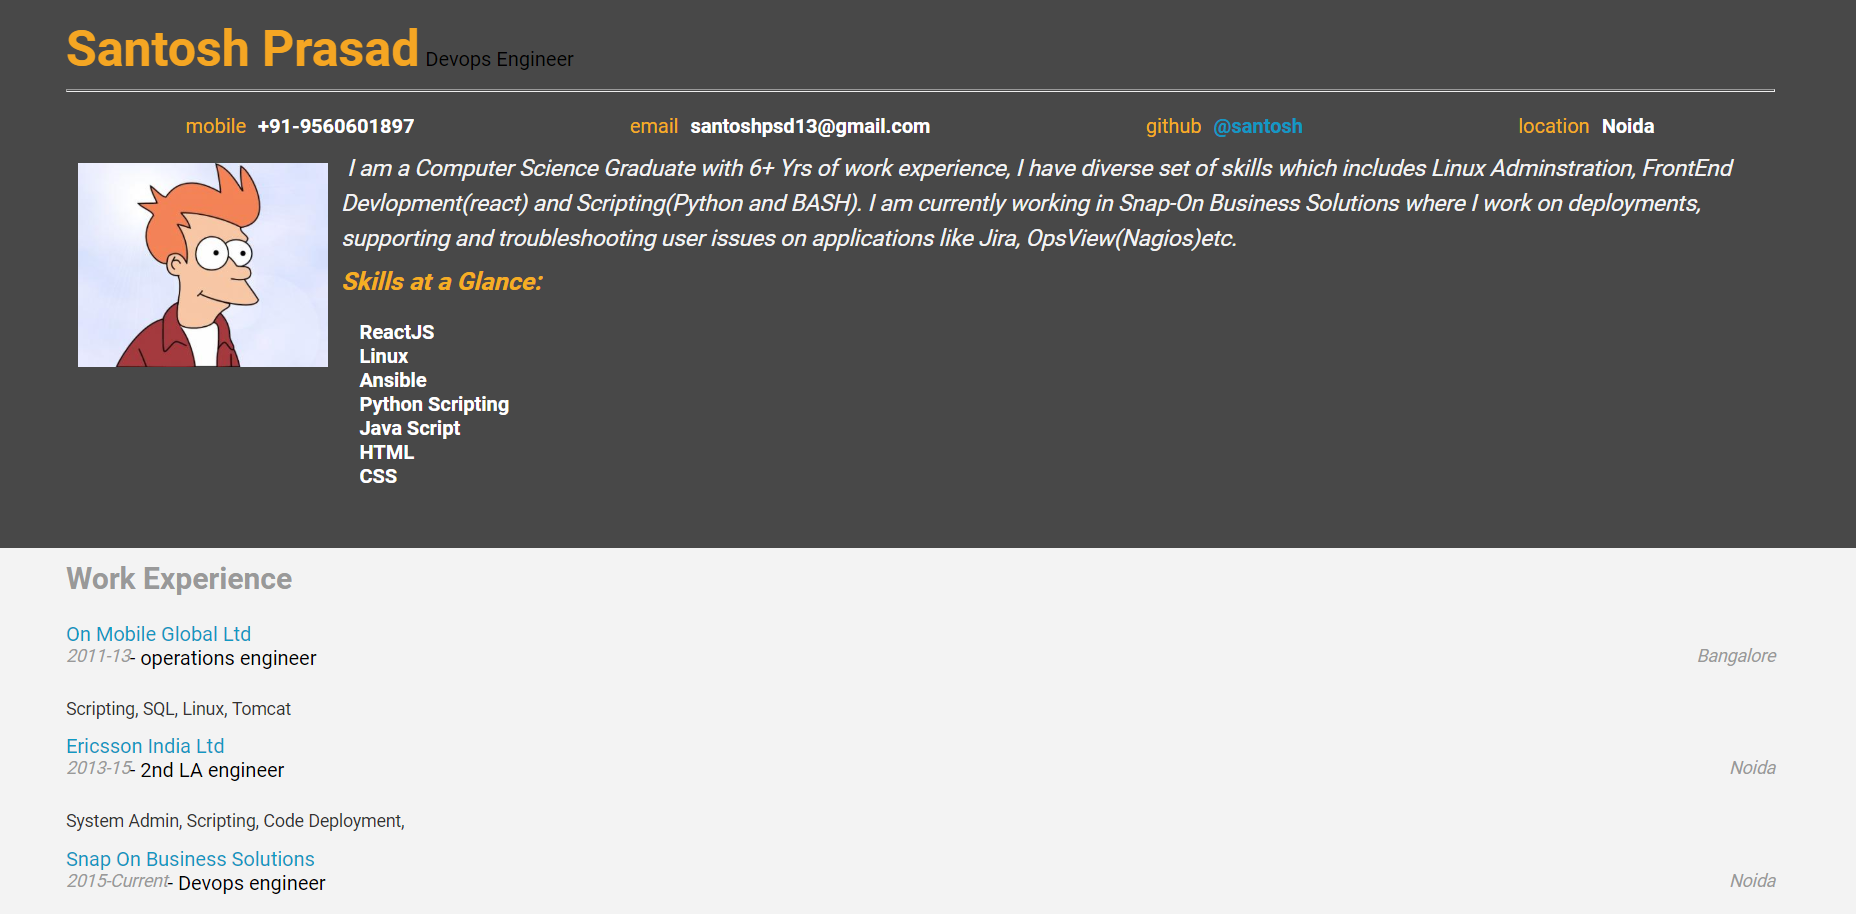 Santosh Prasad Devops Engineer
mobile +91-9560601897 email santoshpsd13@gmail.com github @santosh location Noida
I am a Computer Science Graduate with 6+ Yrs of work experience, I have diverse set of skills which includes Linux Adminstration, FrontEnd
Devlopment(react) and Scripting(Python and BASH). I am currently working in Snap-On Business Solutions where I work on deployments,
supporting and troubleshooting user issues on applications like Jira, OpsView(Nagios)etc.
Skills at a Glance:
ReactJS
Linux
Ansible
Python Scripting
Java Script
HTML
CSS
Work Experience
On Mobile Global Ltd
2011-13- operations engineer Bangalore
Scripting, SQL, Linux, Tomcat
Ericsson India Ltd
2013-15- 2nd LA engineer Noida
System Admin, Scripting, Code Deployment,
Snap On Business Solutions
2015-Current- Devops engineer Noida